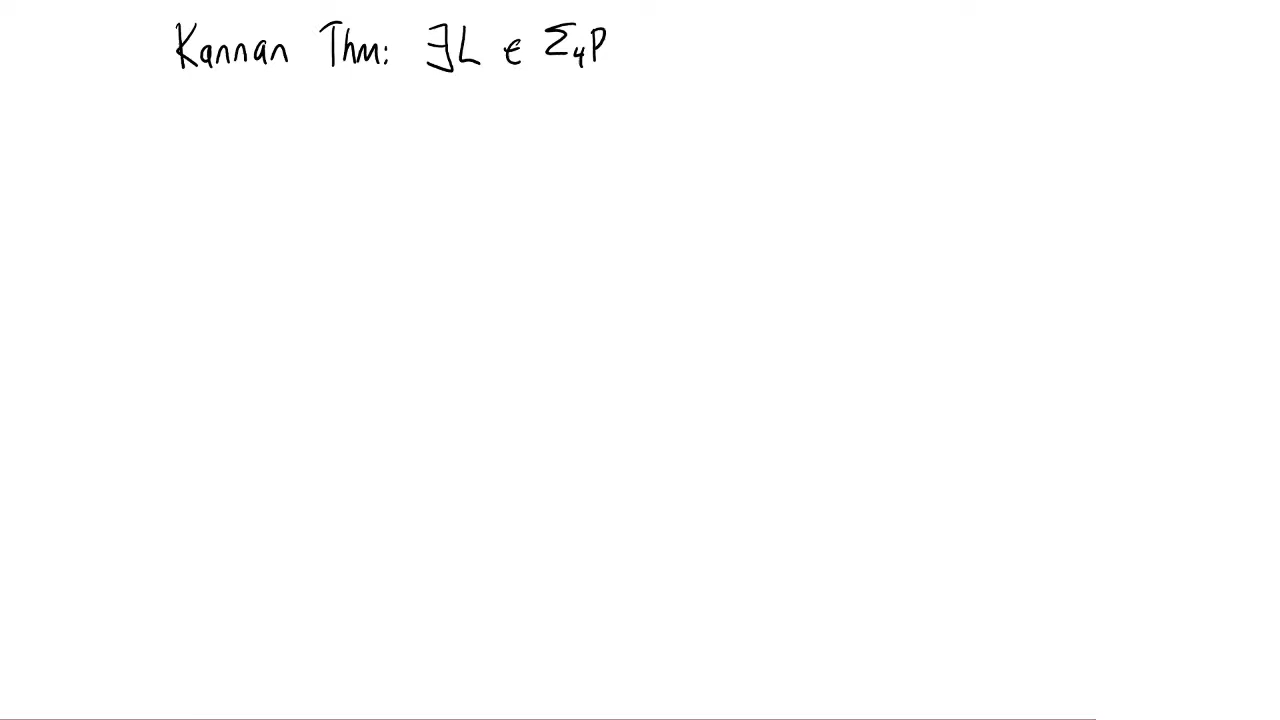 Kannan Thm: ∃L ∈ Σ₄P